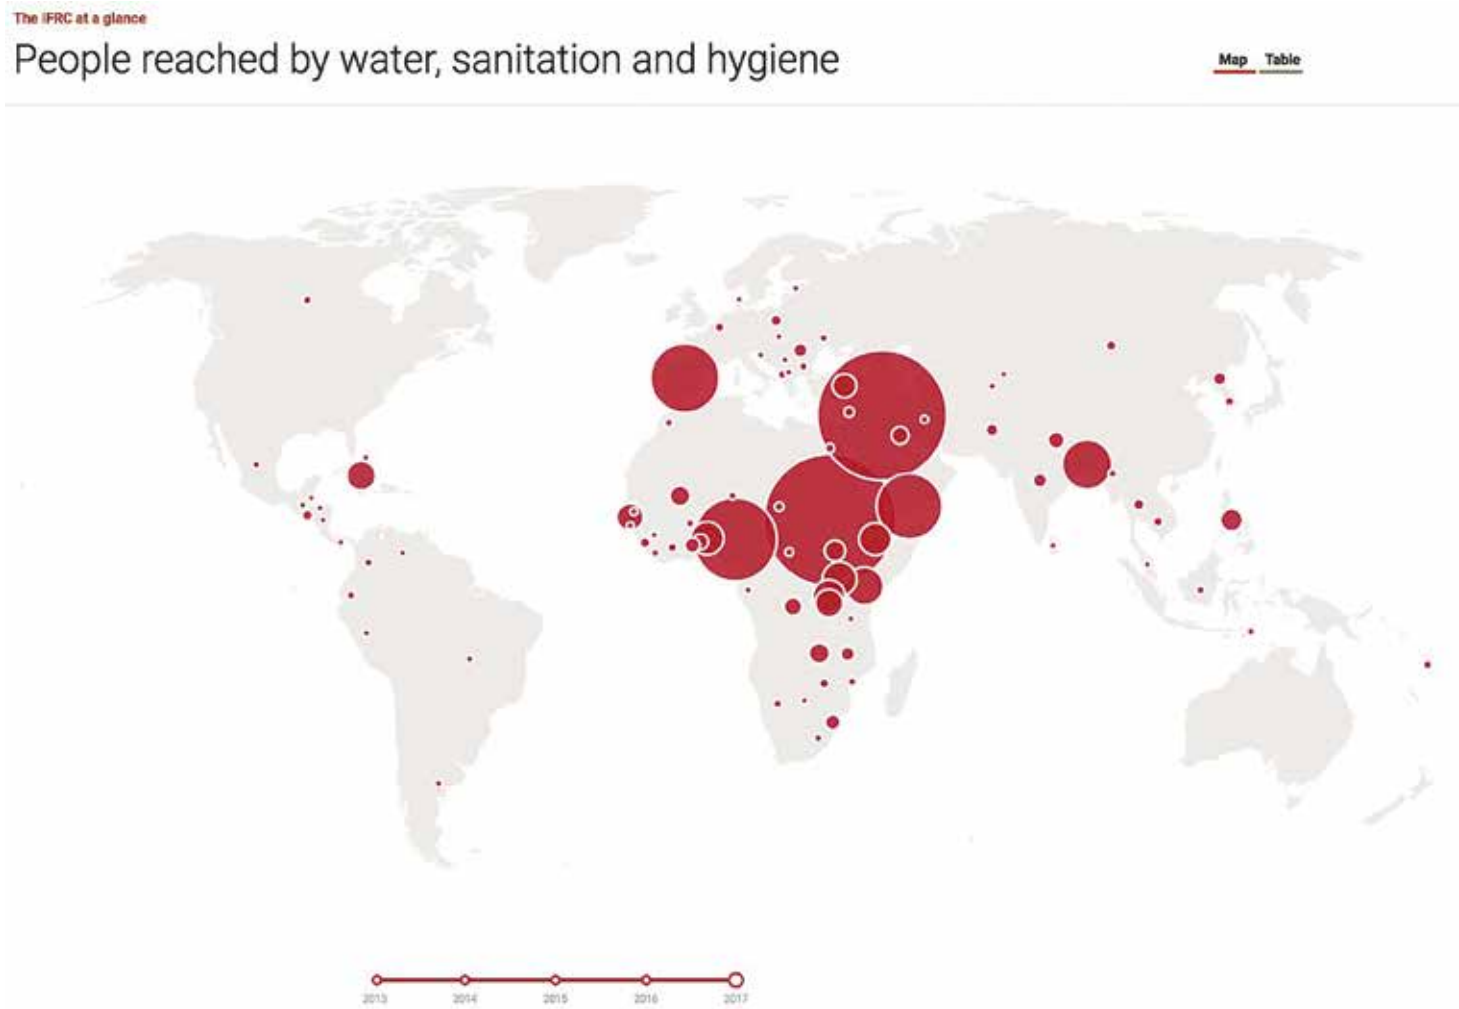 The IFRC at a glance
People reached by water, sanitation and hygiene
Map Table
2013 2014 2015 2016 2017